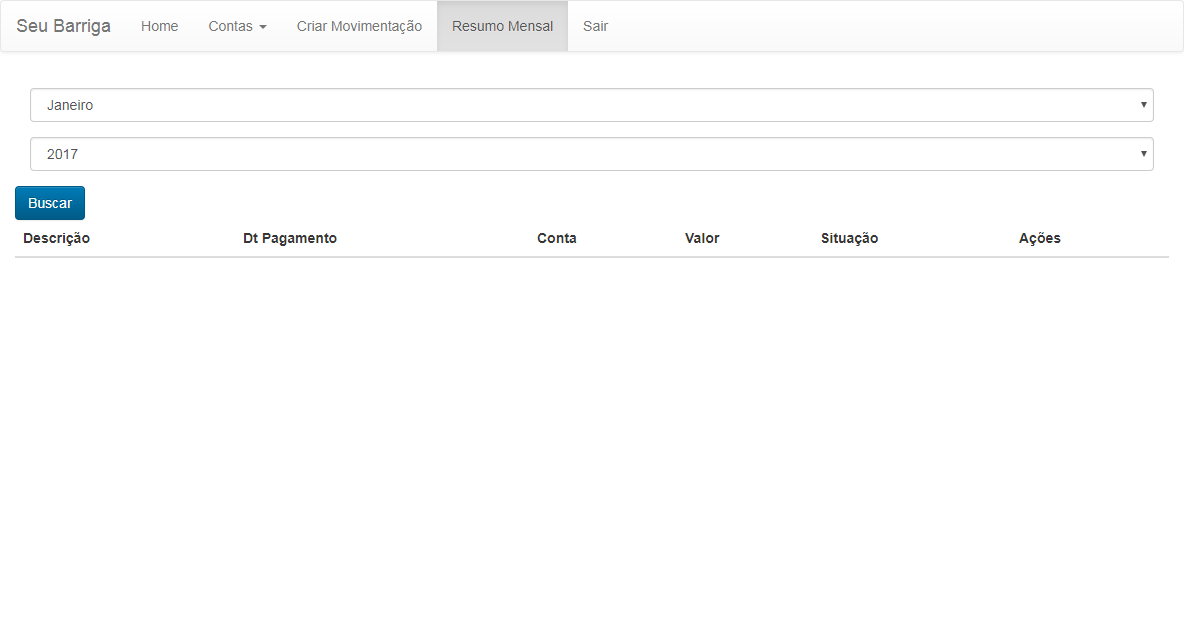 Seu Barriga Home Contas Criar Movimentação Resumo Mensal Sair
Janeiro
2017
Buscar
Descrição Dt Pagamento Conta Valor Situação Ações